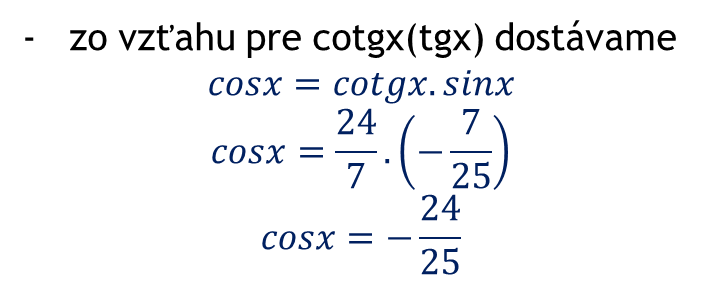 - zo vzťahu pre cotgx(tgx) dostávame
cosx = cotgx. sinx
cosx = 24/7 . (− 7/25)
cosx = − 24/25